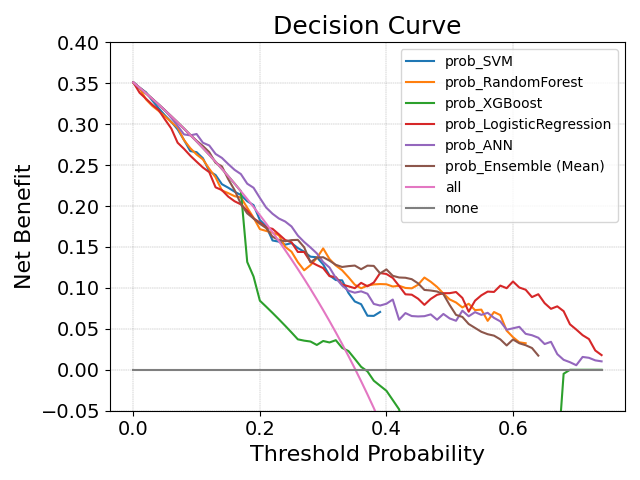 Decision Curve
Net Benefit
0.40
0.35
0.30
0.25
0.20
0.15
0.10
0.05
0.00
−0.05
prob_SVM
prob_RandomForest
prob_XGBoost
prob_LogisticRegression
prob_ANN
prob_Ensemble (Mean)
all
none
0.0 0.2 0.4 0.6
Threshold Probability